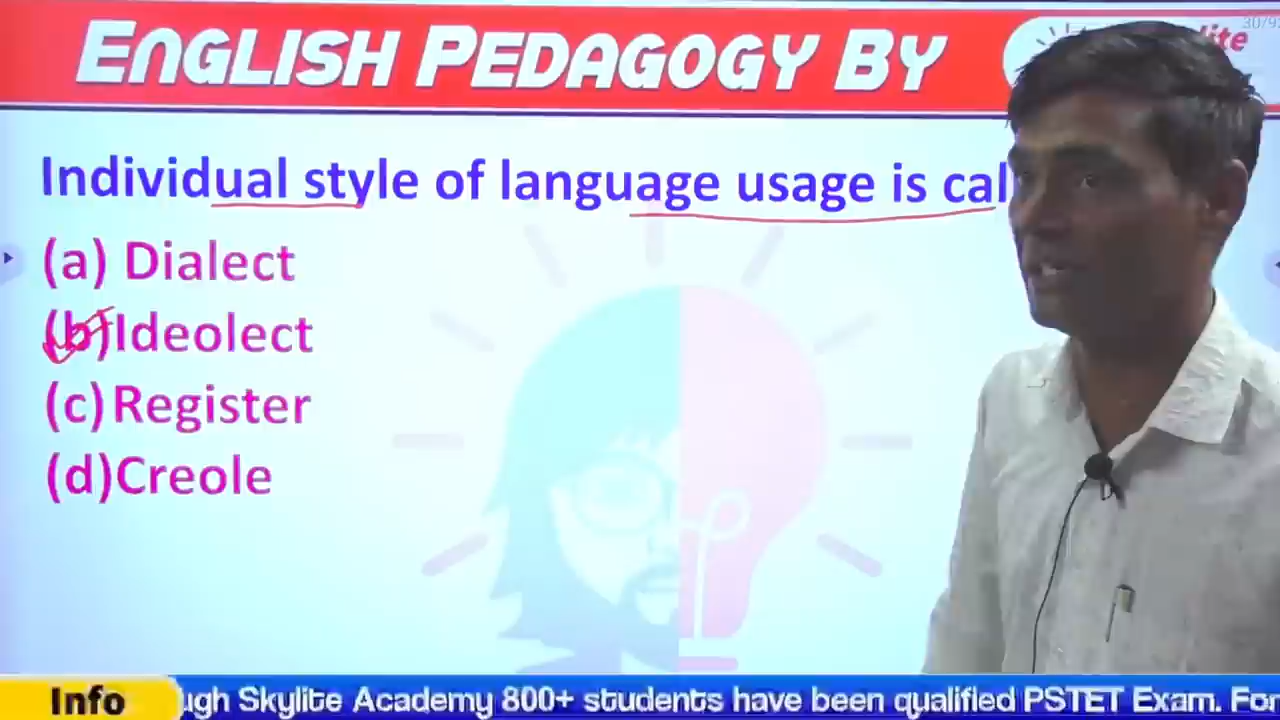 ENGLISH PEDAGOGY BY
lite
Individual style of language usage is cal
(a) Dialect
(b) Ideolect
(c) Register
(d) Creole
Info
ugh Skylite Academy 800+ students have been qualified PSTET Exam. For